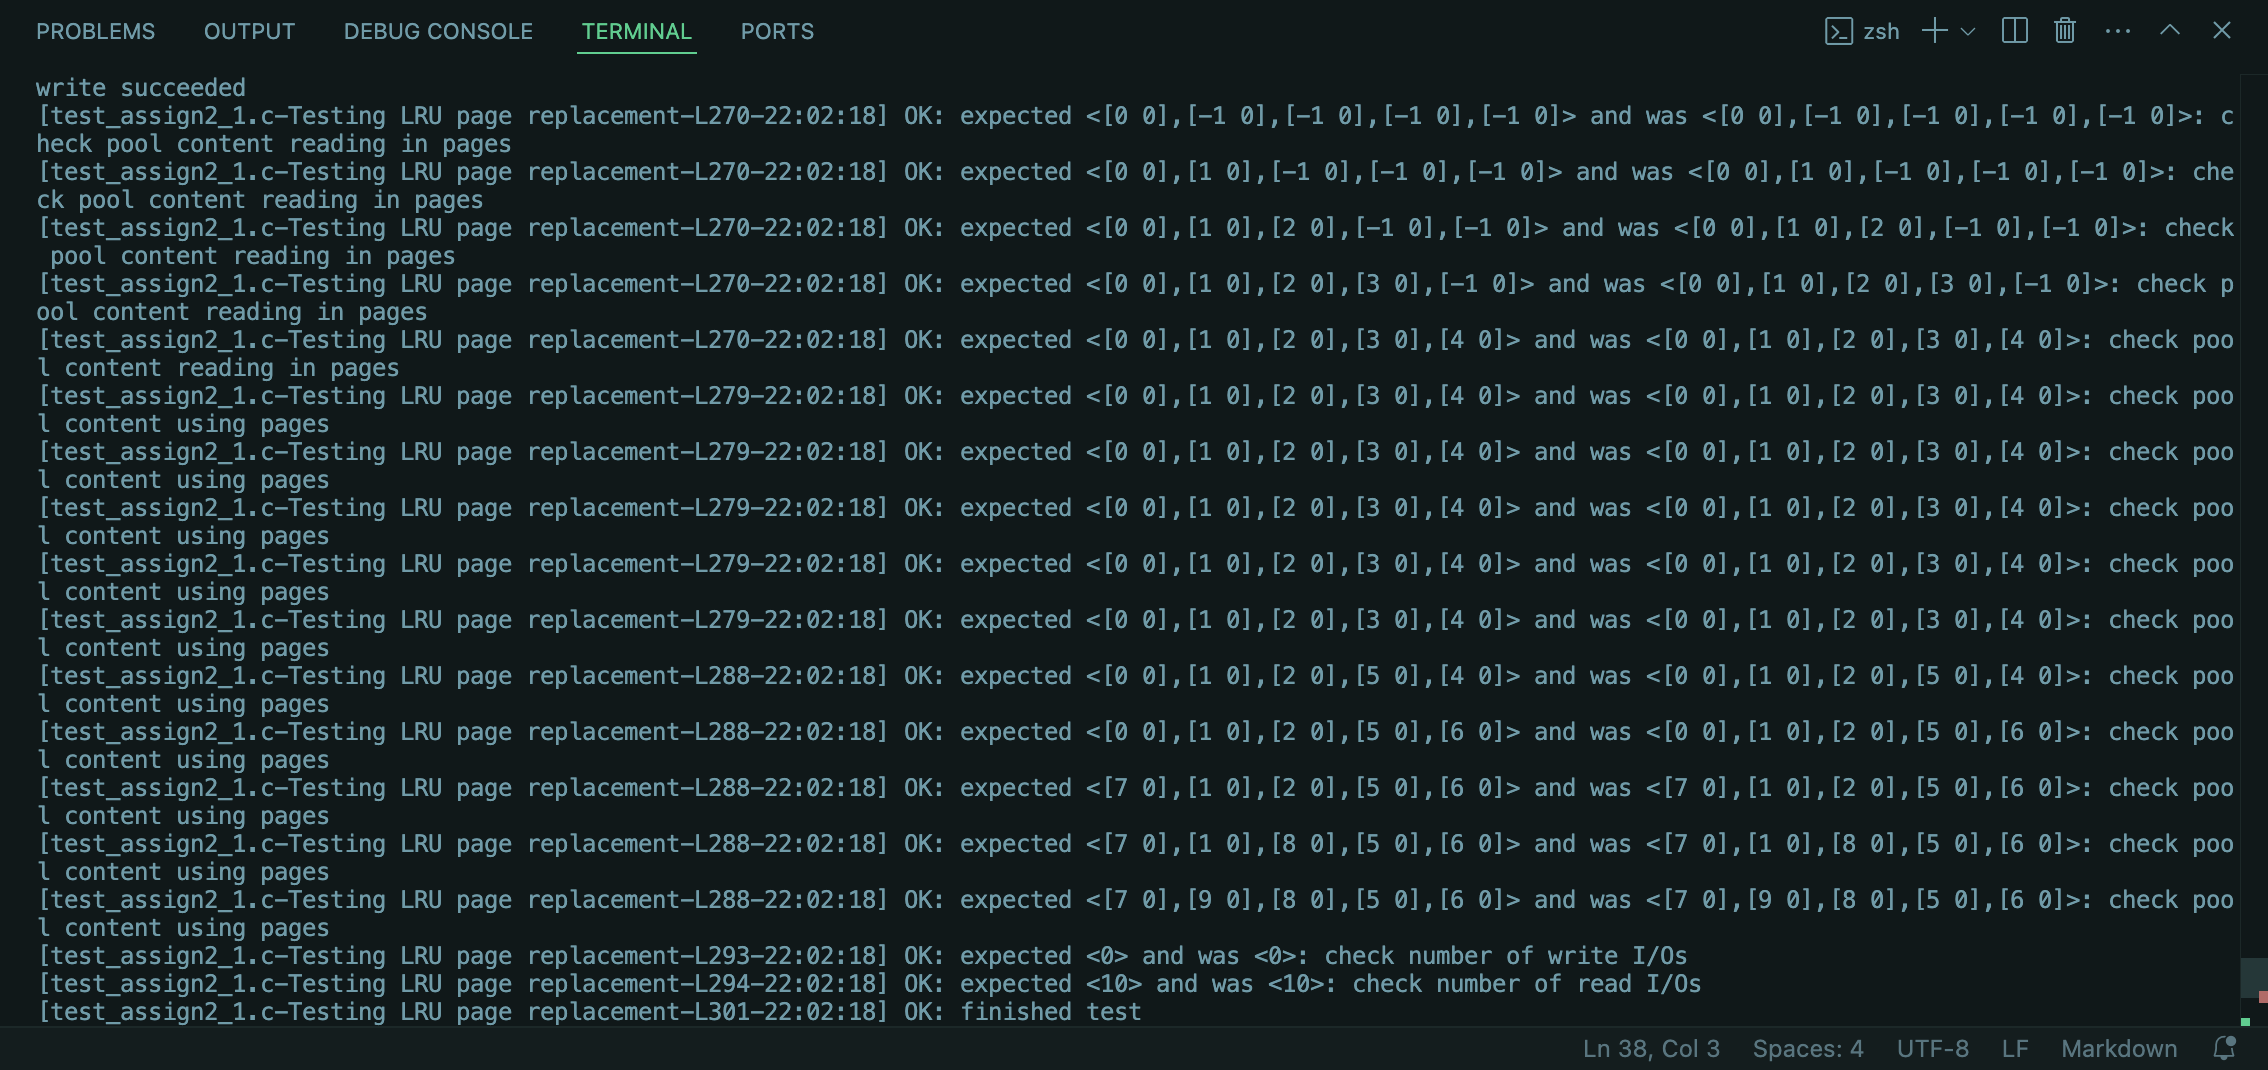 PROBLEMS OUTPUT DEBUG CONSOLE TERMINAL PORTS zsh
write succeeded
[test_assign2_1.c-Testing LRU page replacement-L270-22:02:18] OK: expected <[0 0],[-1 0],[-1 0],[-1 0],[-1 0]> and was <[0 0],[-1 0],[-1 0],[-1 0],[-1 0]>: c
heck pool content reading in pages
[test_assign2_1.c-Testing LRU page replacement-L270-22:02:18] OK: expected <[0 0],[1 0],[-1 0],[-1 0],[-1 0]> and was <[0 0],[1 0],[-1 0],[-1 0],[-1 0]>: che
ck pool content reading in pages
[test_assign2_1.c-Testing LRU page replacement-L270-22:02:18] OK: expected <[0 0],[1 0],[2 0],[-1 0],[-1 0]> and was <[0 0],[1 0],[2 0],[-1 0],[-1 0]>: check
 pool content reading in pages
[test_assign2_1.c-Testing LRU page replacement-L270-22:02:18] OK: expected <[0 0],[1 0],[2 0],[3 0],[-1 0]> and was <[0 0],[1 0],[2 0],[3 0],[-1 0]>: check p
ool content reading in pages
[test_assign2_1.c-Testing LRU page replacement-L270-22:02:18] OK: expected <[0 0],[1 0],[2 0],[3 0],[4 0]> and was <[0 0],[1 0],[2 0],[3 0],[4 0]>: check poo
l content reading in pages
[test_assign2_1.c-Testing LRU page replacement-L279-22:02:18] OK: expected <[0 0],[1 0],[2 0],[3 0],[4 0]> and was <[0 0],[1 0],[2 0],[3 0],[4 0]>: check poo
l content using pages
[test_assign2_1.c-Testing LRU page replacement-L279-22:02:18] OK: expected <[0 0],[1 0],[2 0],[3 0],[4 0]> and was <[0 0],[1 0],[2 0],[3 0],[4 0]>: check poo
l content using pages
[test_assign2_1.c-Testing LRU page replacement-L279-22:02:18] OK: expected <[0 0],[1 0],[2 0],[3 0],[4 0]> and was <[0 0],[1 0],[2 0],[3 0],[4 0]>: check poo
l content using pages
[test_assign2_1.c-Testing LRU page replacement-L279-22:02:18] OK: expected <[0 0],[1 0],[2 0],[3 0],[4 0]> and was <[0 0],[1 0],[2 0],[3 0],[4 0]>: check poo
l content using pages
[test_assign2_1.c-Testing LRU page replacement-L279-22:02:18] OK: expected <[0 0],[1 0],[2 0],[3 0],[4 0]> and was <[0 0],[1 0],[2 0],[3 0],[4 0]>: check poo
l content using pages
[test_assign2_1.c-Testing LRU page replacement-L288-22:02:18] OK: expected <[0 0],[1 0],[2 0],[5 0],[4 0]> and was <[0 0],[1 0],[2 0],[5 0],[4 0]>: check poo
l content using pages
[test_assign2_1.c-Testing LRU page replacement-L288-22:02:18] OK: expected <[0 0],[1 0],[2 0],[5 0],[6 0]> and was <[0 0],[1 0],[2 0],[5 0],[6 0]>: check poo
l content using pages
[test_assign2_1.c-Testing LRU page replacement-L288-22:02:18] OK: expected <[7 0],[1 0],[2 0],[5 0],[6 0]> and was <[7 0],[1 0],[2 0],[5 0],[6 0]>: check poo
l content using pages
[test_assign2_1.c-Testing LRU page replacement-L288-22:02:18] OK: expected <[7 0],[1 0],[8 0],[5 0],[6 0]> and was <[7 0],[1 0],[8 0],[5 0],[6 0]>: check poo
l content using pages
[test_assign2_1.c-Testing LRU page replacement-L288-22:02:18] OK: expected <[7 0],[9 0],[8 0],[5 0],[6 0]> and was <[7 0],[9 0],[8 0],[5 0],[6 0]>: check poo
l content using pages
[test_assign2_1.c-Testing LRU page replacement-L293-22:02:18] OK: expected <0> and was <0>: check number of write I/Os
[test_assign2_1.c-Testing LRU page replacement-L294-22:02:18] OK: expected <10> and was <10>: check number of read I/Os
[test_assign2_1.c-Testing LRU page replacement-L301-22:02:18] OK: finished test
Ln 38, Col 3 Spaces: 4 UTF-8 LF Markdown